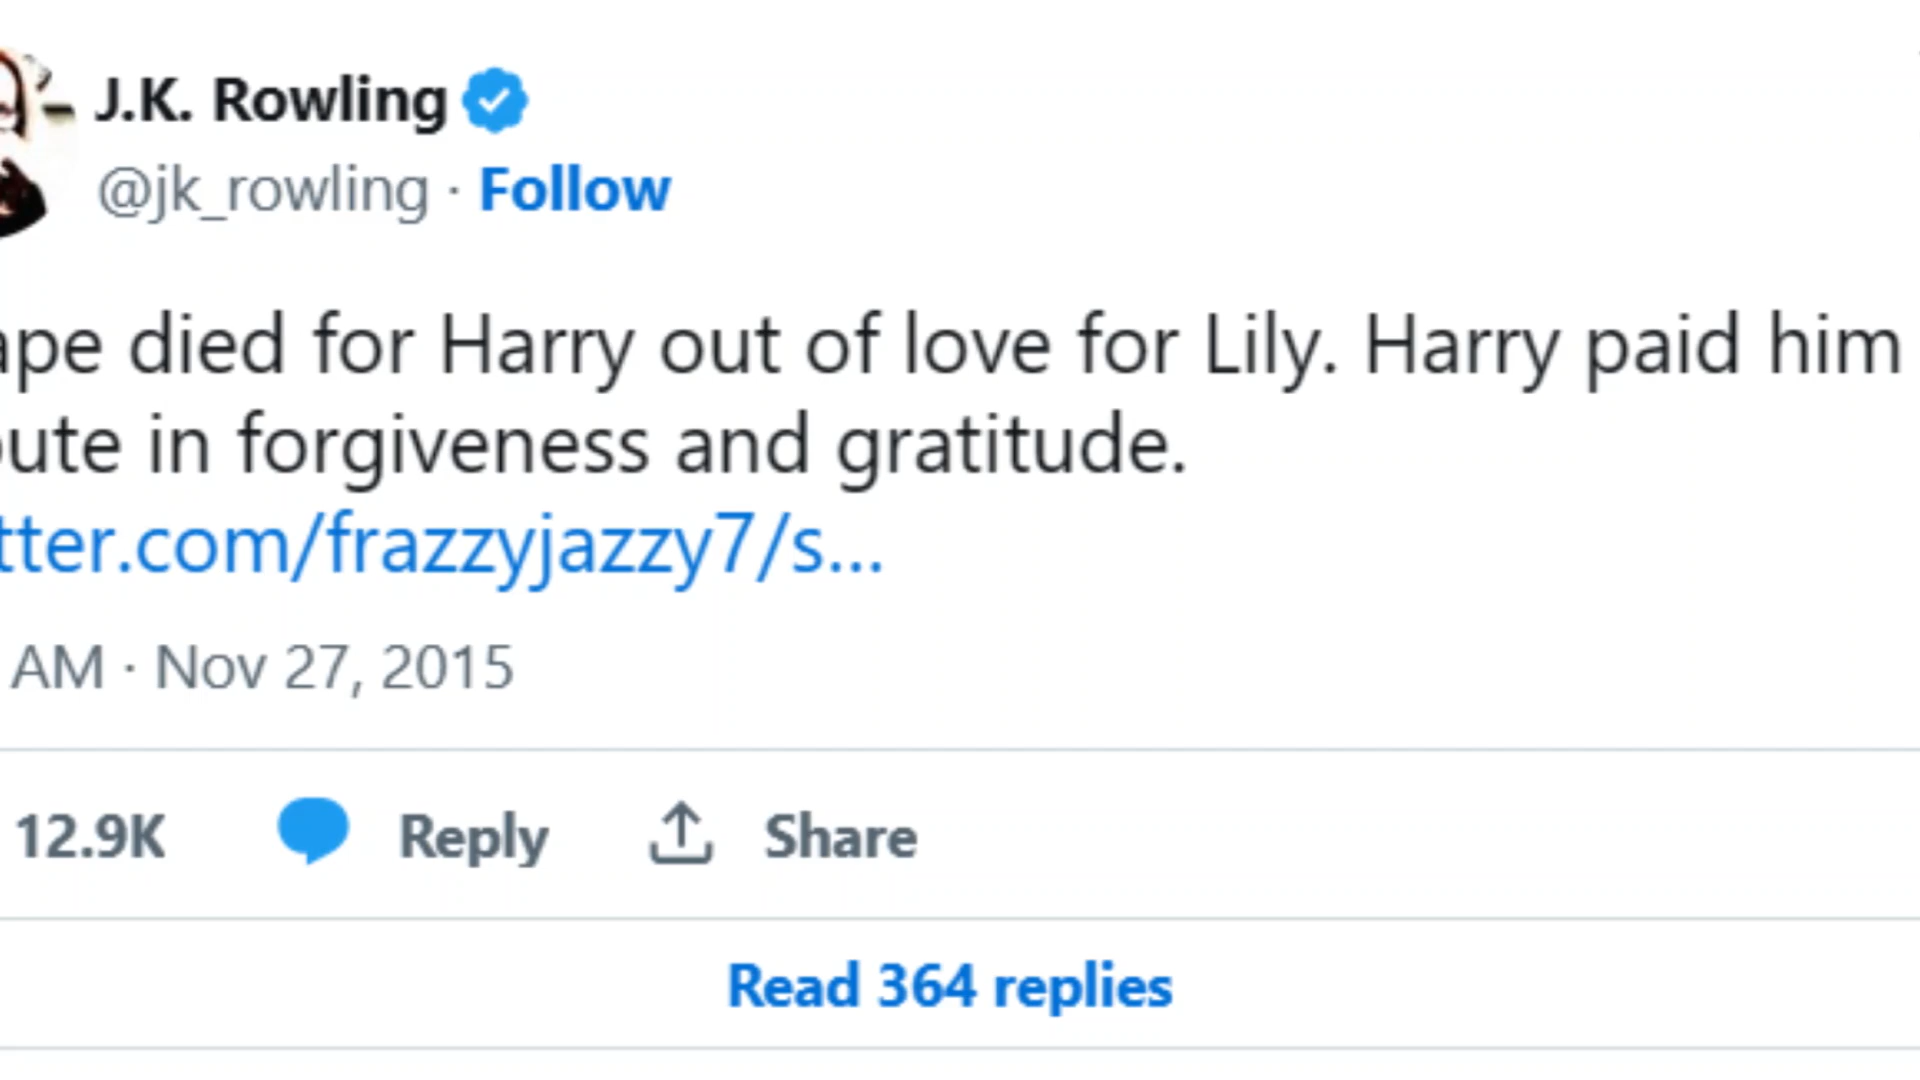 J.K. Rowling
@jk_rowling · Follow
ape died for Harry out of love for Lily. Harry paid him
bute in forgiveness and gratitude.
tter.com/frazzyjazzy7/s...
AM · Nov 27, 2015
12.9K Reply Share
Read 364 replies